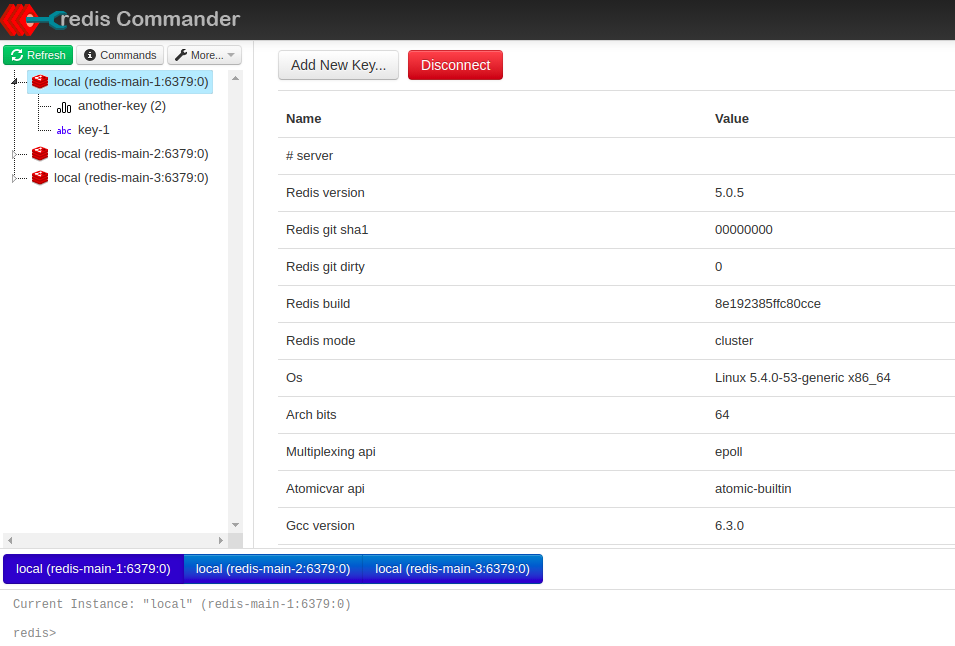 redis Commander
Refresh Commands More...
local (redis-main-1:6379:0)
another-key (2)
abc key-1
local (redis-main-2:6379:0)
local (redis-main-3:6379:0)
Add New Key... Disconnect
Name Value
# server
Redis version 5.0.5
Redis git sha1 00000000
Redis git dirty 0
Redis build 8e192385ffc80cce
Redis mode cluster
Os Linux 5.4.0-53-generic x86_64
Arch bits 64
Multiplexing api epoll
Atomicvar api atomic-builtin
Gcc version 6.3.0
local (redis-main-1:6379:0) local (redis-main-2:6379:0) local (redis-main-3:6379:0)
Current Instance: "local" (redis-main-1:6379:0)
redis>